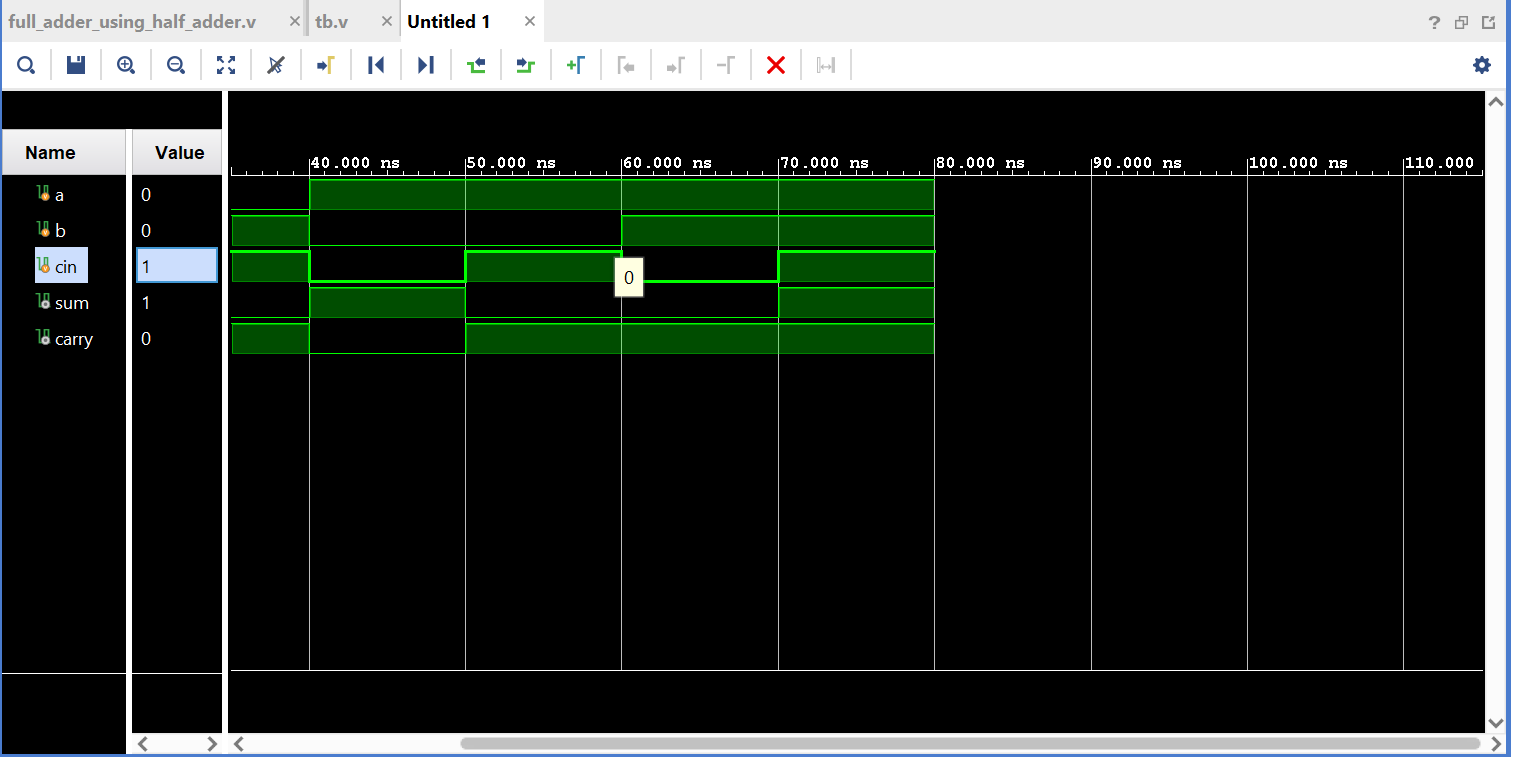 full_adder_using_half_adder.v
tb.v
Untitled 1
Name Value
40.000 ns 50.000 ns 60.000 ns 70.000 ns 80.000 ns 90.000 ns 100.000 ns 110.000
a 0
b 0
cin 1
0
sum 1
carry 0